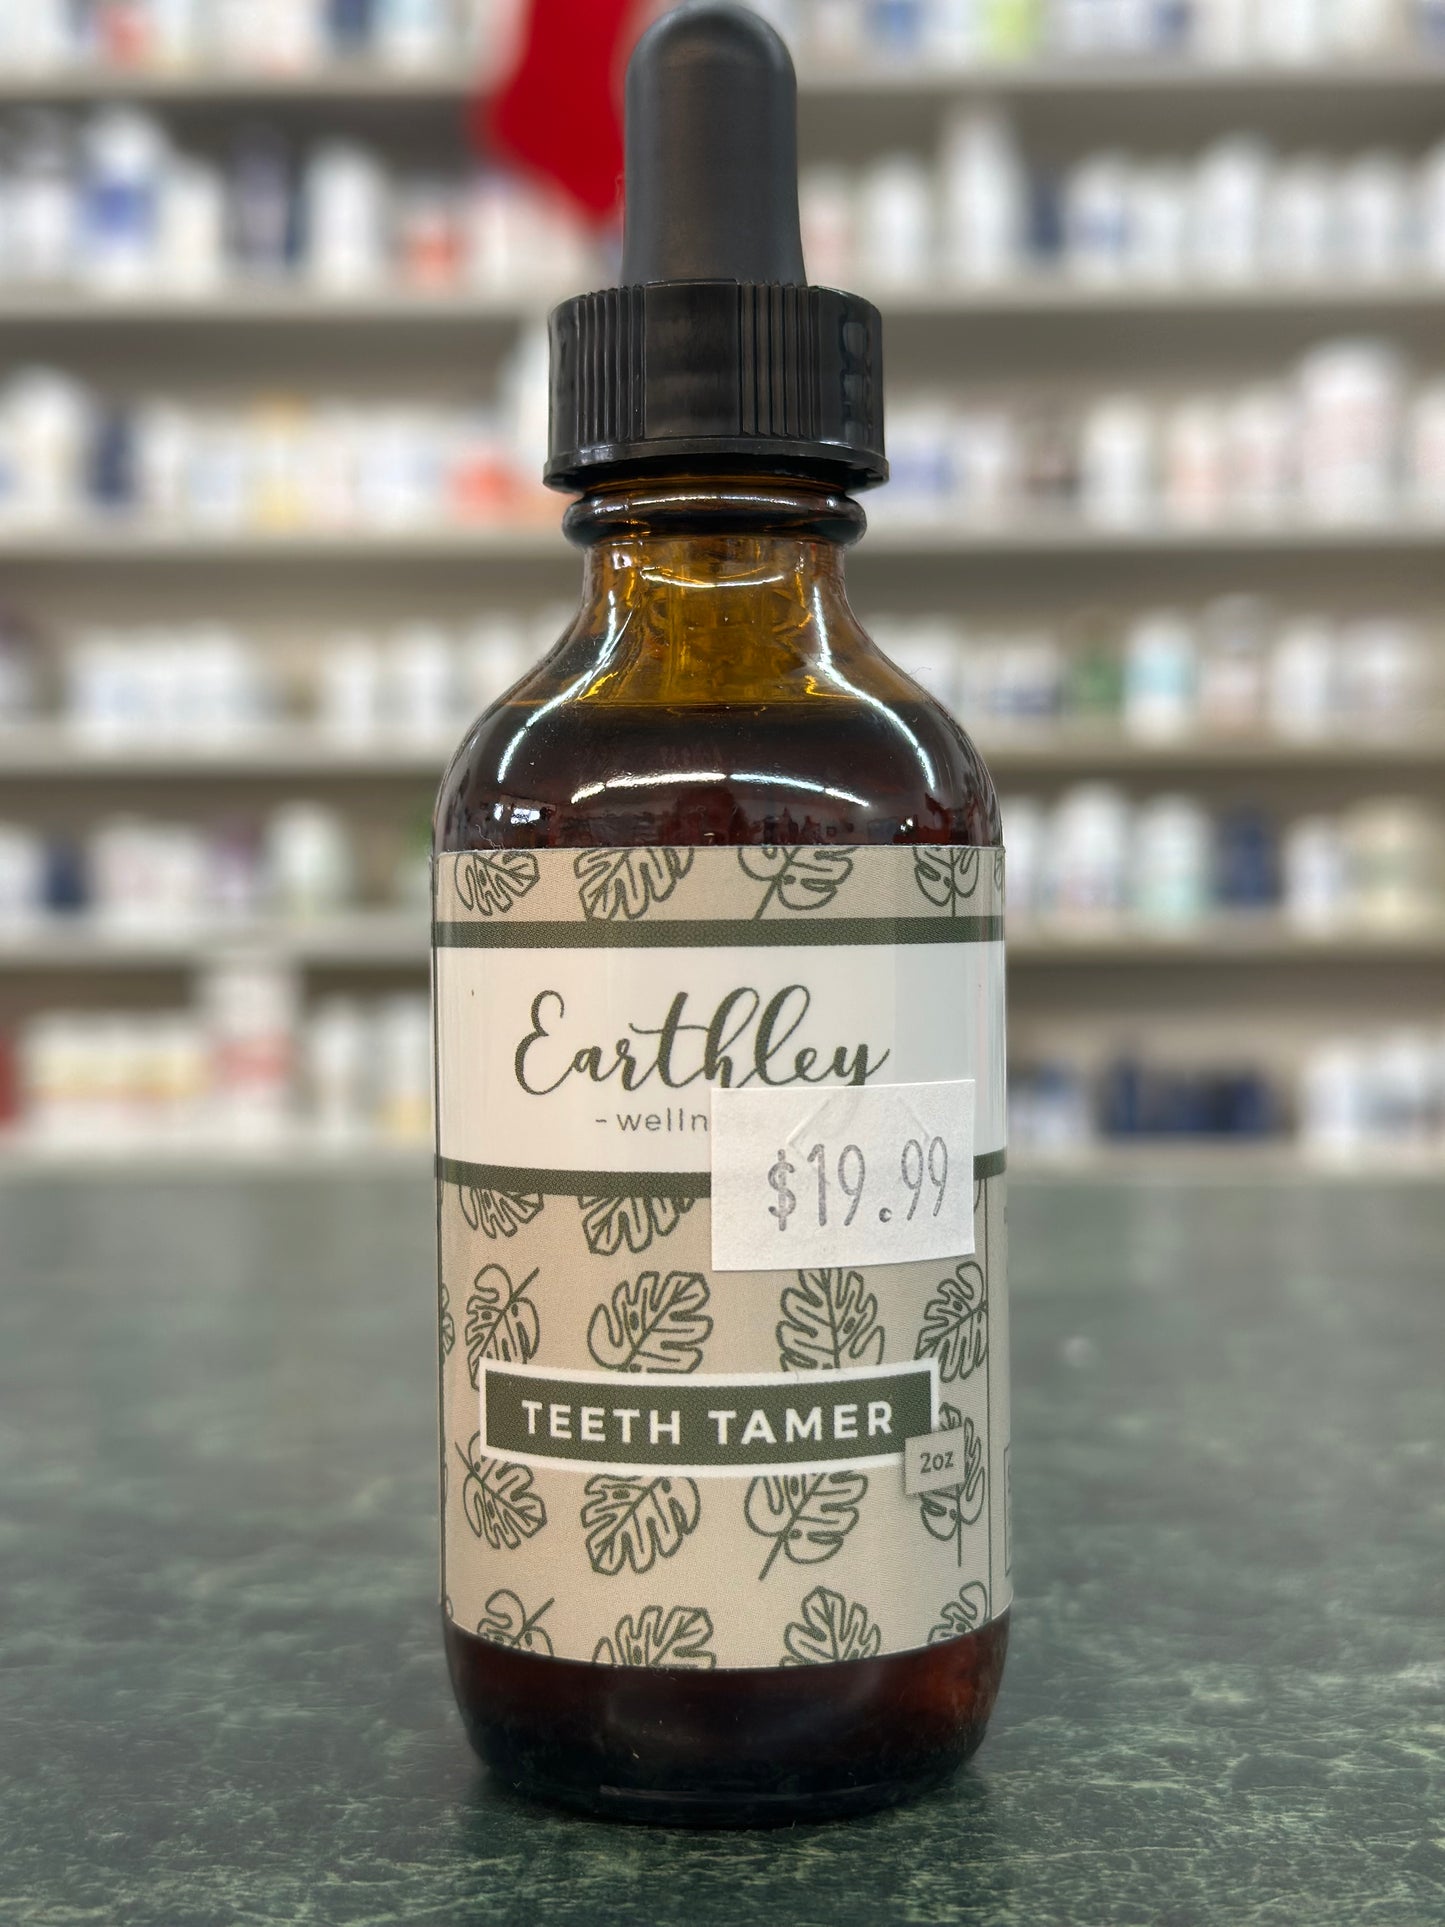 Earthley
- welln
$19.99
TEETH TAMER
2oz